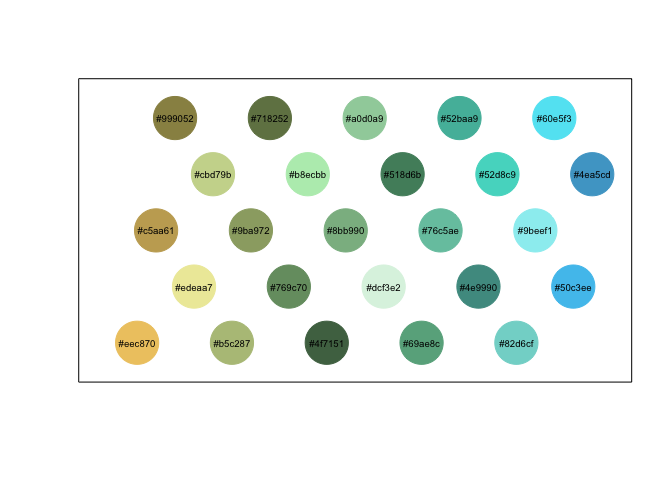 #999052 #718252 #a0d0a9 #52baa9 #60e5f3
#cbd79b #b8ecbb #518d6b #52d8c9 #4ea5cd
#c5aa61 #9ba972 #8bb990 #76c5ae #9beef1
#edeaa7 #769c70 #dcf3e2 #4e9990 #50c3ee
#eec870 #b5c287 #4f7151 #69ae8c #82d6cf